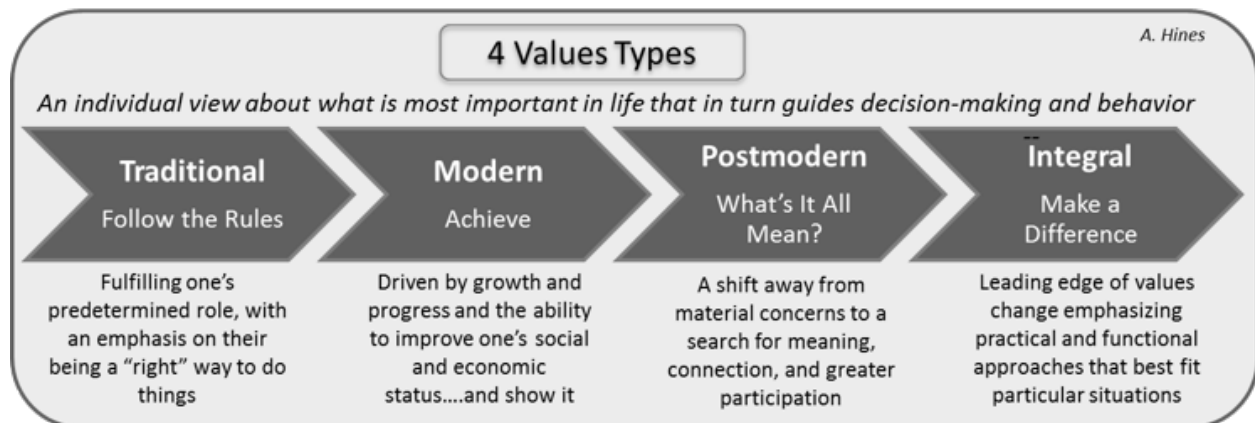 4 Values Types
A. Hines
An individual view about what is most important in life that in turn guides decision-making and behavior
Traditional
Follow the Rules
Fulfilling one's
predetermined role, with
an emphasis on their
being a "right" way to do
things
Modern
Achieve
Driven by growth and
progress and the ability
to improve one's social
and economic
status....and show it
Postmodern
What's It All
Mean?
A shift away from
material concerns to a
search for meaning,
connection, and greater
participation
--
Integral
Make a
Difference
Leading edge of values
change emphasizing
practical and functional
approaches that best fit
particular situations